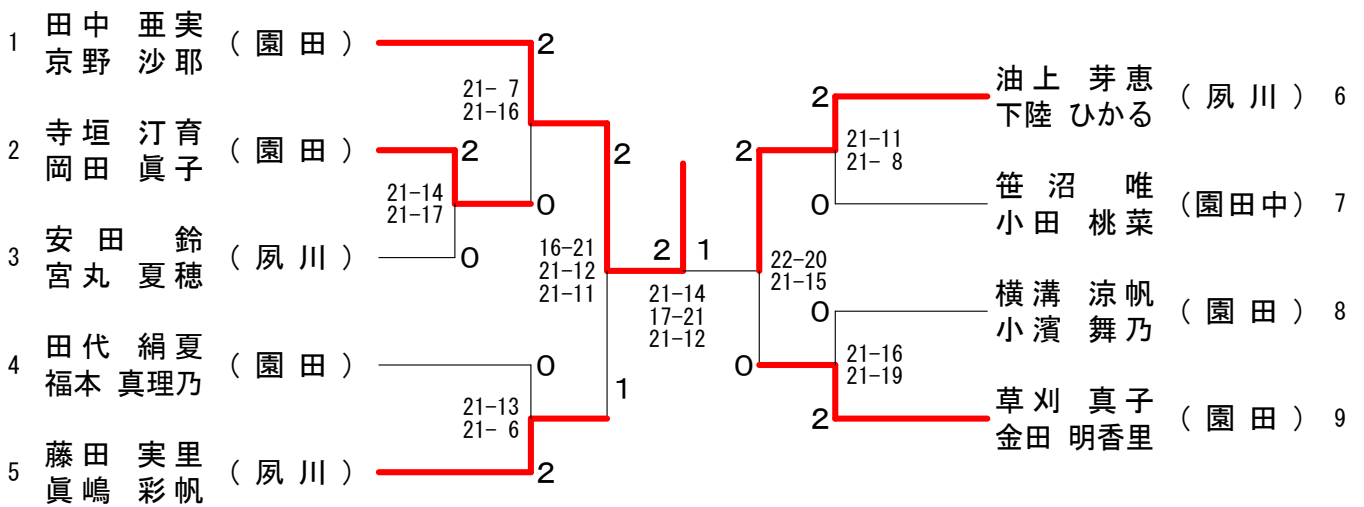 1 田中 亜実 (園田)
京野 沙耶
2 寺垣 汀育 (園田)
岡田 眞子
3 安田 鈴 (夙川)
宮丸 夏穂
4 田代 絹夏 (園田)
福本 真理乃
5 藤田 実里 (夙川)
眞嶋 彩帆
2
21- 7
21-16
2
21-14
21-17
0
0
2
16-21
21-12
21-11
0
21-13
21- 6
1
2
2 1
21-14
17-21
21-12
2
21-11
21- 8
2
0
22-20
21-15
0
21-16
21-19
0
2
油上 芽恵 (夙川) 6
下陸 ひかる
笹沼 唯 (園田中) 7
小田 桃菜
横溝 涼帆 (園田) 8
小濱 舞乃
草刈 真子 (園田) 9
金田 明香里